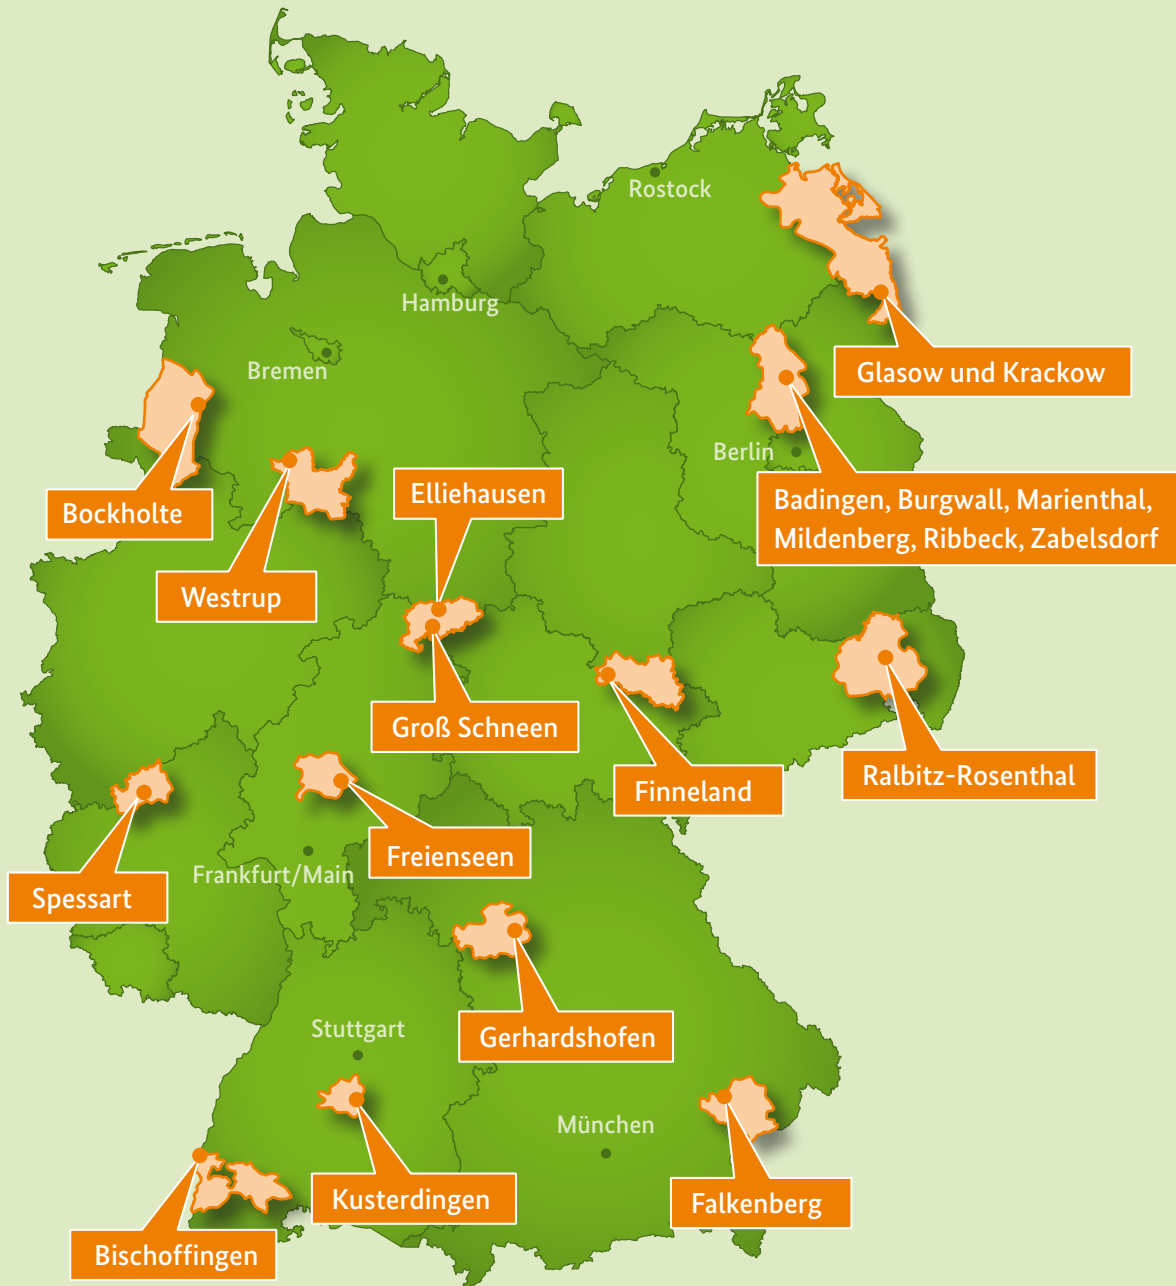 Rostock
Hamburg
Glasow und Krackow
Bremen
Berlin
Elliehausen
Badingen, Burgwall, Marienthal,
Mildenberg, Ribbeck, Zabelsdorf
Bockholte
Westrup
Groß Schneen
Ralbitz-Rosenthal
Finneland
Freienseen
Frankfurt/Main
Spessart
Stuttgart
Gerhardshofen
München
Kusterdingen
Falkenberg
Bischoffingen